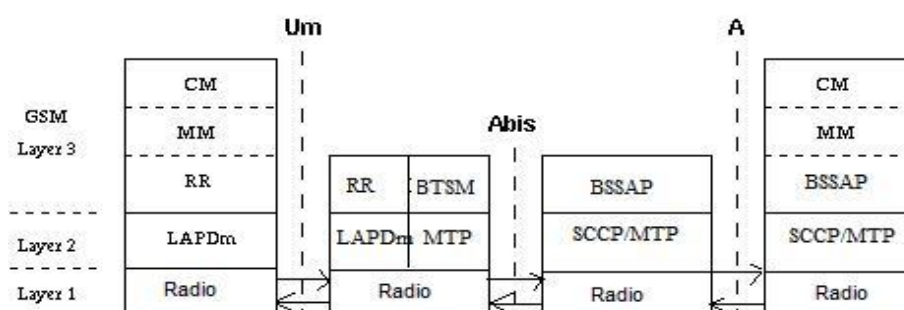 Um
A
CM
CM
GSM
Abis
MM
MM
Layer 3
RR
RR
BTSM
BSSAP
BSSAP
Layer 2
LAPDm
LAPDm
MTP
SCCP/MTP
SCCP/MTP
Layer 1
Radio
Radio
Radio
Radio